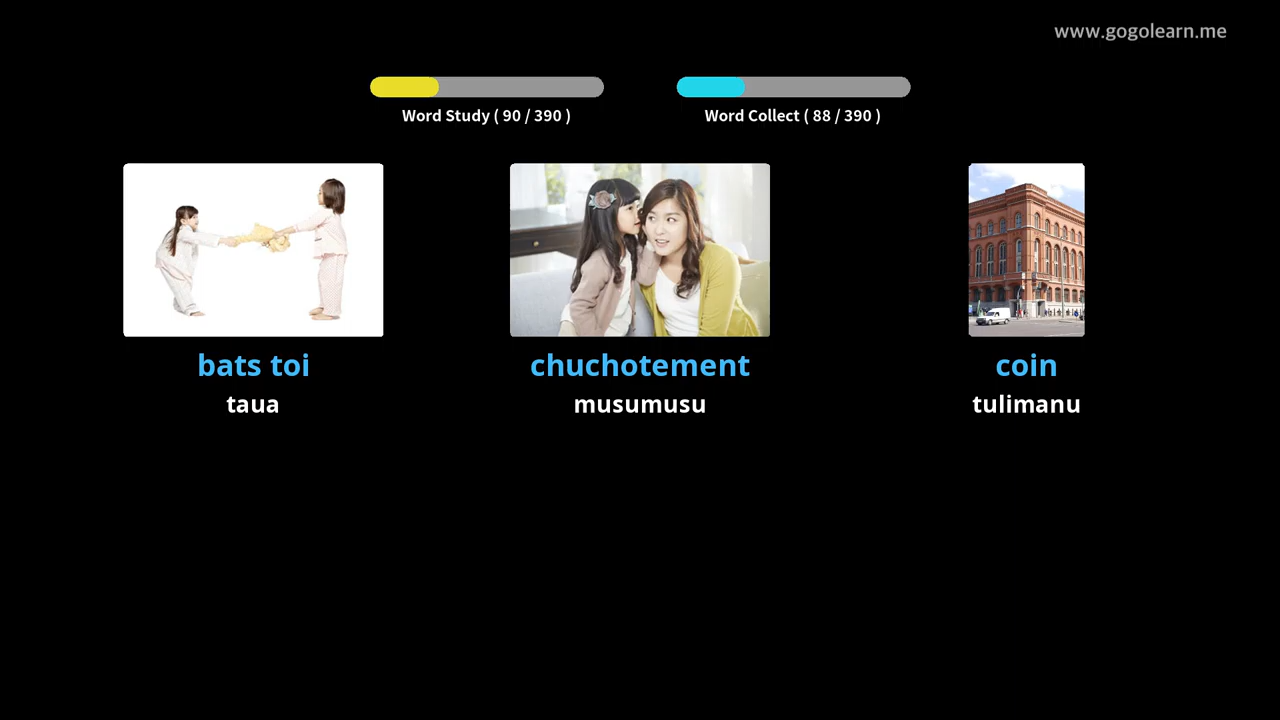 www.gogolearn.me
Word Study ( 90 / 390 )
Word Collect ( 88 / 390 )
bats toi
taua
chuchotement
musumusu
coin
tulimanu